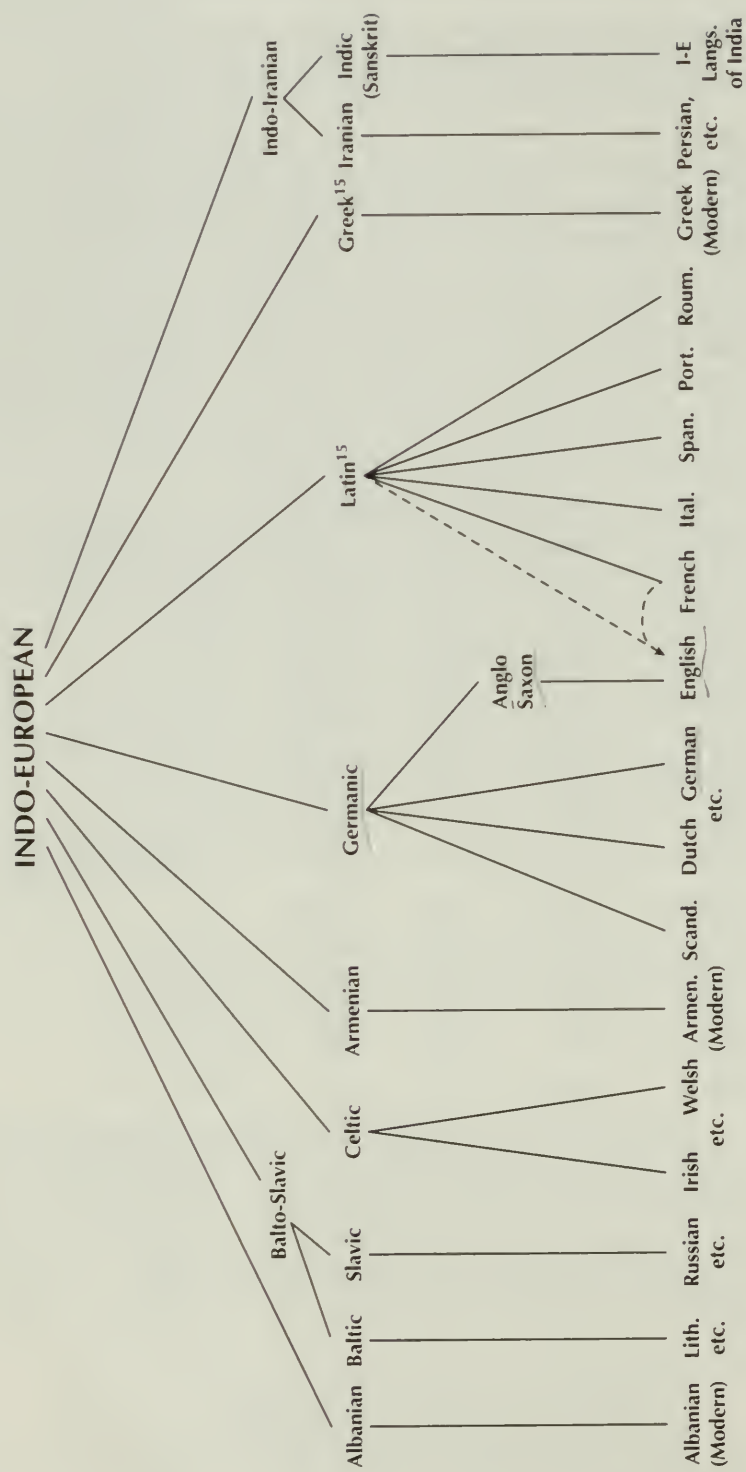 INDO-EUROPEAN
Balto-Slavic
Indo-Iranian
Albanian Baltic Slavic Celtic Armenian Germanic Latin15 Greek15 Iranian Indic
(Sanskrit)
Anglo
Saxon
Albanian Lith. Russian Irish Welsh Armen. Scand. Dutch German English French Ital. Span. Port. Roum. Greek Persian, I-E
(Modern) etc. etc. etc. (Modern) etc. (Modern) etc. Langs.
of India